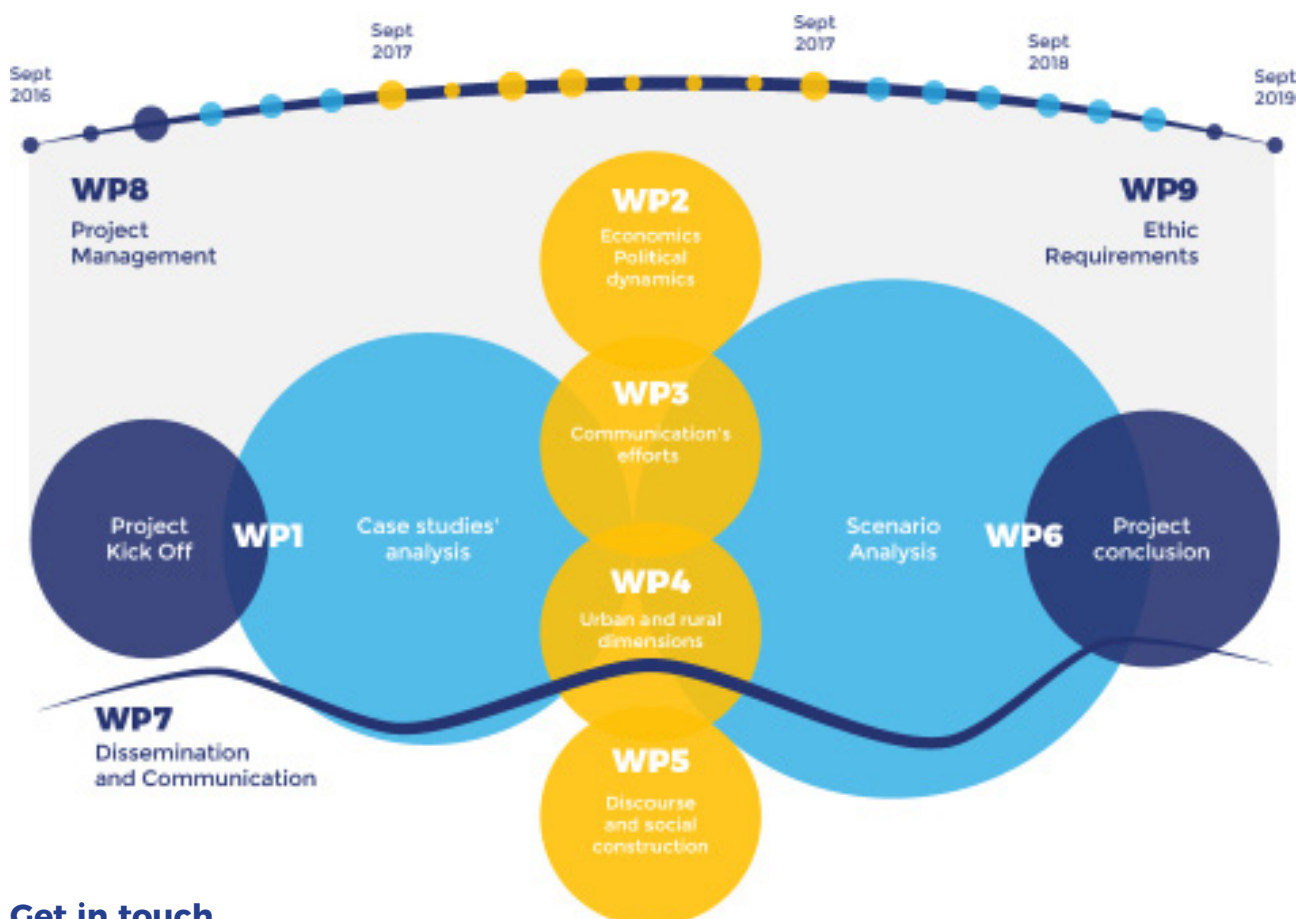 Sept
2016
Sept
2017
Sept
2017
Sept
2018
Sept
2019
WP8
Project
Management
WP9
Ethic
Requirements
WP2
Economics
Political
dynamics
WP3
Communication's
efforts
Project
Kick Off
WP1
Case studies'
analysis
Scenario
Analysis
WP6
Project
conclusion
WP4
Urban and rural
dimensions
WP7
Dissemination
and Communication
WP5
Discourse
and social
construction
Get in touch